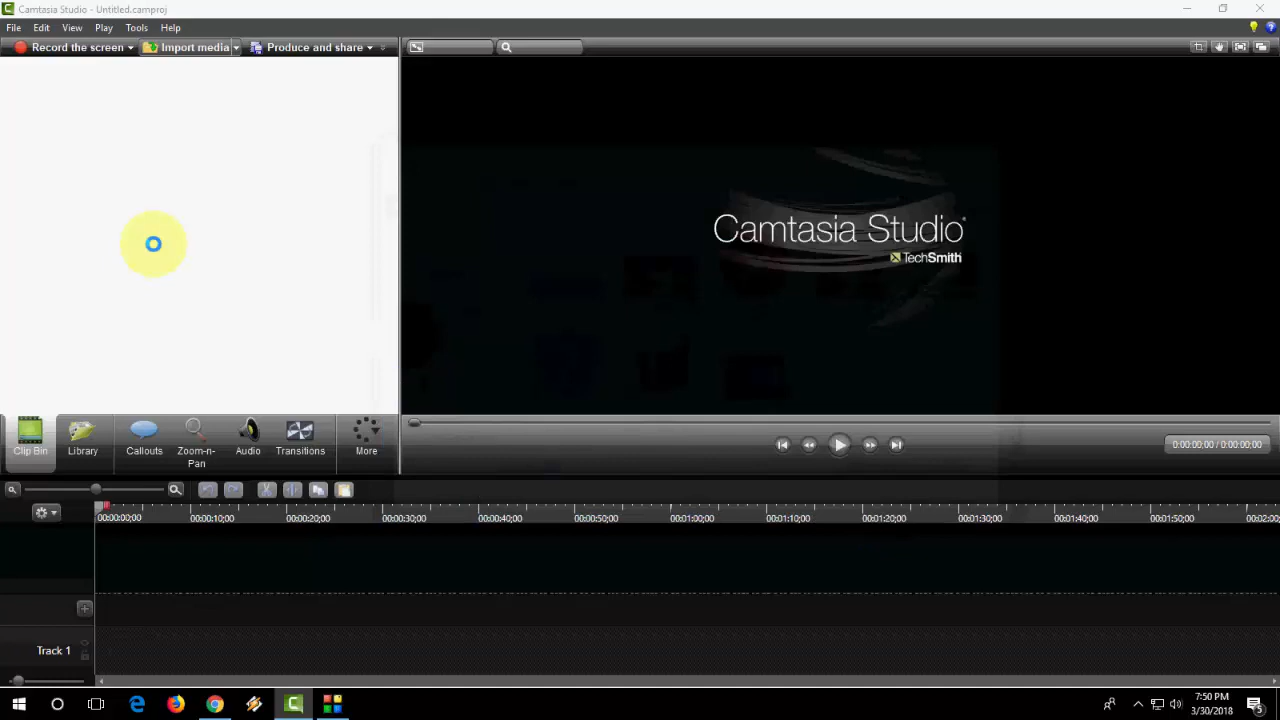 Camtasia Studio - Untitled.camproj
File Edit View Play Tools Help
Record the screen Import media Produce and share
Camtasia Studio
TechSmith
Clip Bin Library Callouts Zoom-n-Pan Audio Transitions More
0:00:00;00 / 0:00:00;00
00:00:00;00 00:00:10;00 00:00:20;00 00:00:30;00 00:00:40;00 00:00:50;00 00:01:00;00 00:01:10;00 00:01:20;00 00:01:30;00 00:01:40;00 00:01:50;00
Track 1
7:50 PM
3/30/2018